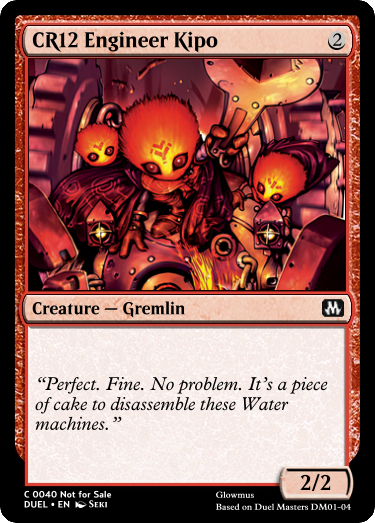 CR12 Engineer Kipo 2
Creature — Gremlin
“Perfect. Fine. No problem. It’s a piece
of cake to disassemble these Water
machines.”
2/2
C 0040 Not for Sale
DUEL • EN Seki
Glowmus
Based on Duel Masters DM01-04